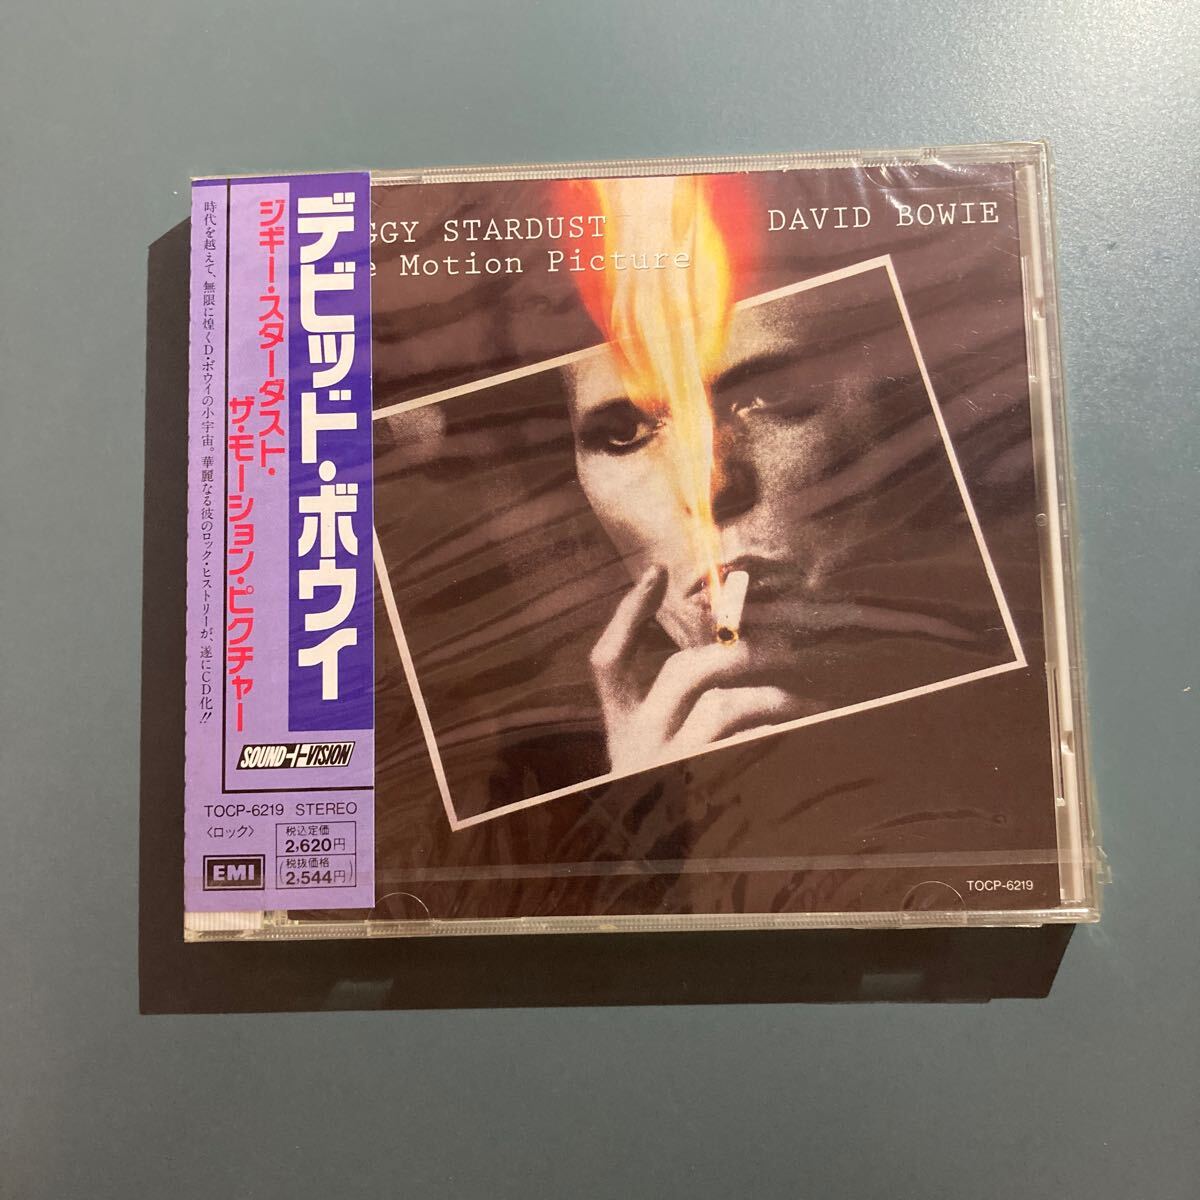 デビッド・ボウイ
ジギー・スターダスト・
ザ・モーション・ピクチャー
時代を越えて、無限に煌くD・ボウイの小宇宙。華麗なる彼のロック・ヒストリーが、遂にCD化!!
SOUND+VISION
TOCP-6219 STEREO
〈ロック〉
税込定価
2,620円
(税抜価格
2,544円)
EMI
GGY STARDUST
e Motion Picture
DAVID BOWIE
TOCP-6219